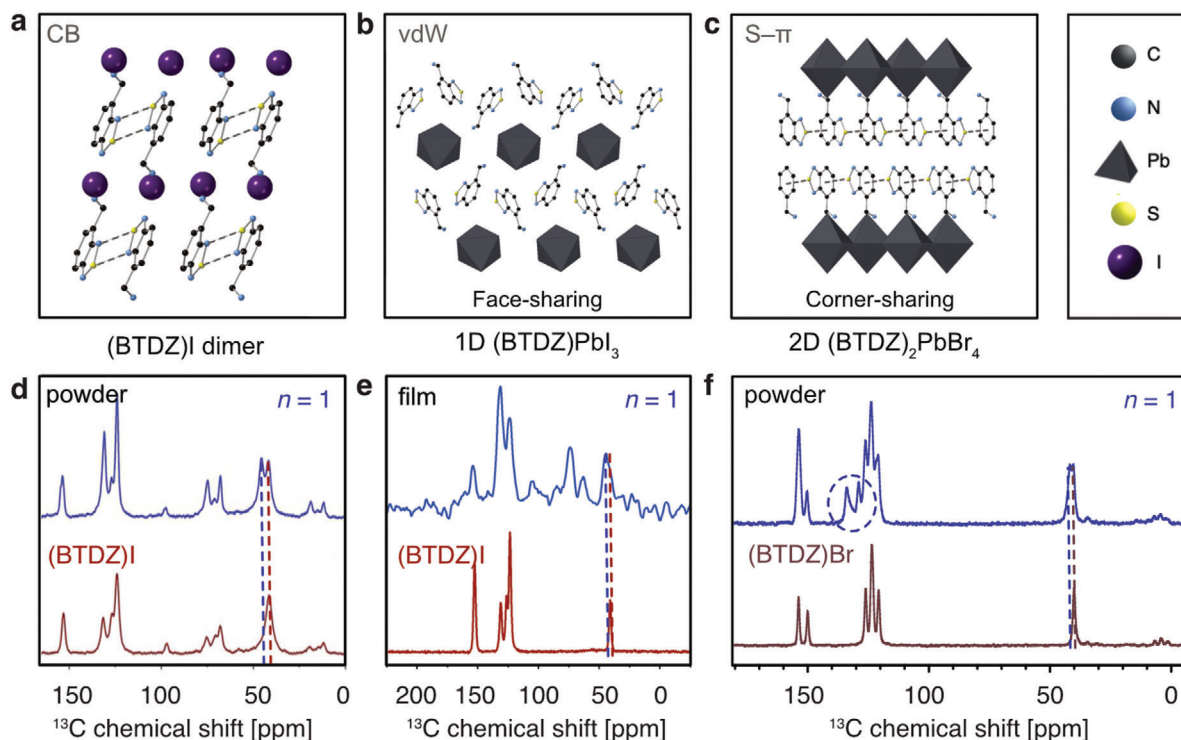 a
CB
(BTDZ)I dimer
b
vdW
Face-sharing
1D (BTDZ)PbI₃
c
S–π
Corner-sharing
2D (BTDZ)₂PbBr₄
C
N
Pb
S
I
d
powder
n = 1
(BTDZ)I
150 100 50 0
¹³C chemical shift [ppm]
e
film
n = 1
(BTDZ)I
200 150 100 50 0
¹³C chemical shift [ppm]
f
powder
n = 1
(BTDZ)Br
150 100 50 0
¹³C chemical shift [ppm]